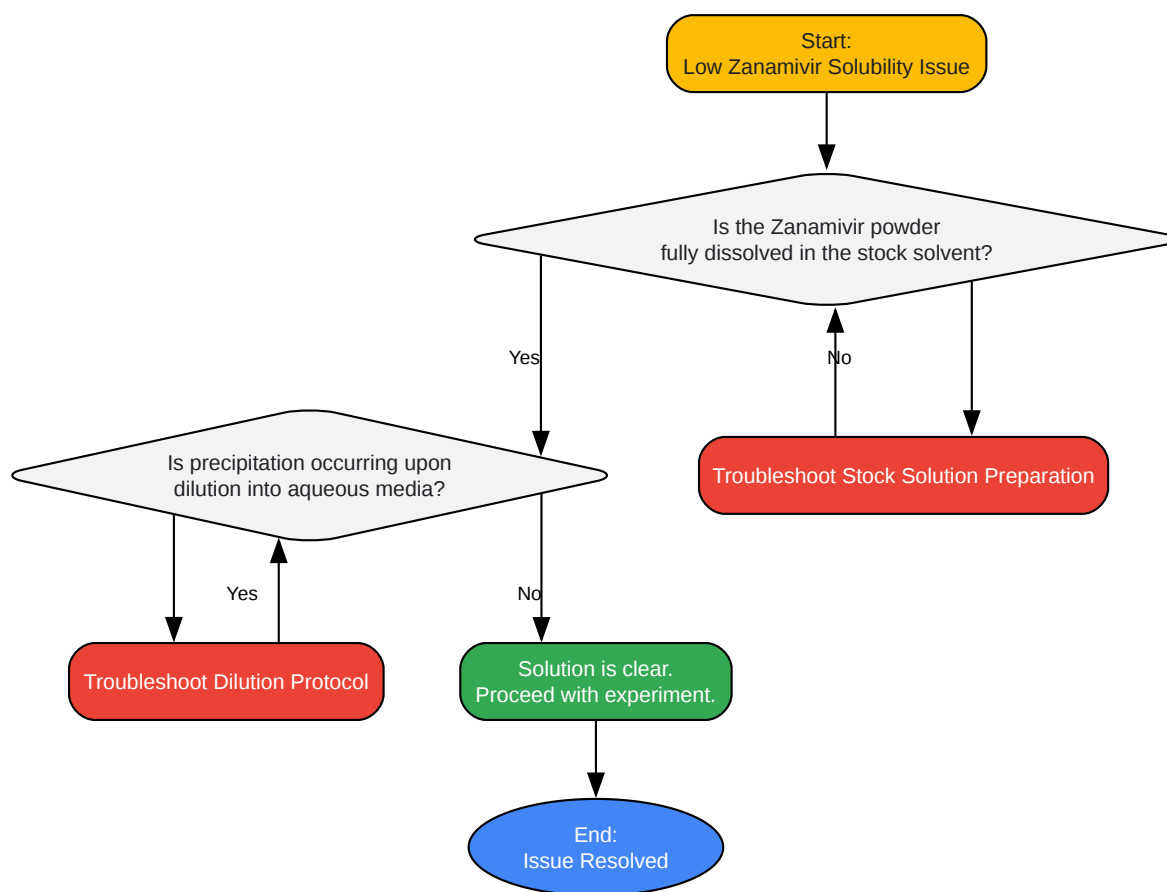 Start:
Low Zanamivir Solubility Issue
Is the Zanamivir powder
fully dissolved in the stock solvent?
Yes
No
Troubleshoot Stock Solution Preparation
Is precipitation occurring upon
dilution into aqueous media?
Yes
No
Troubleshoot Dilution Protocol
Solution is clear.
Proceed with experiment.
End:
Issue Resolved